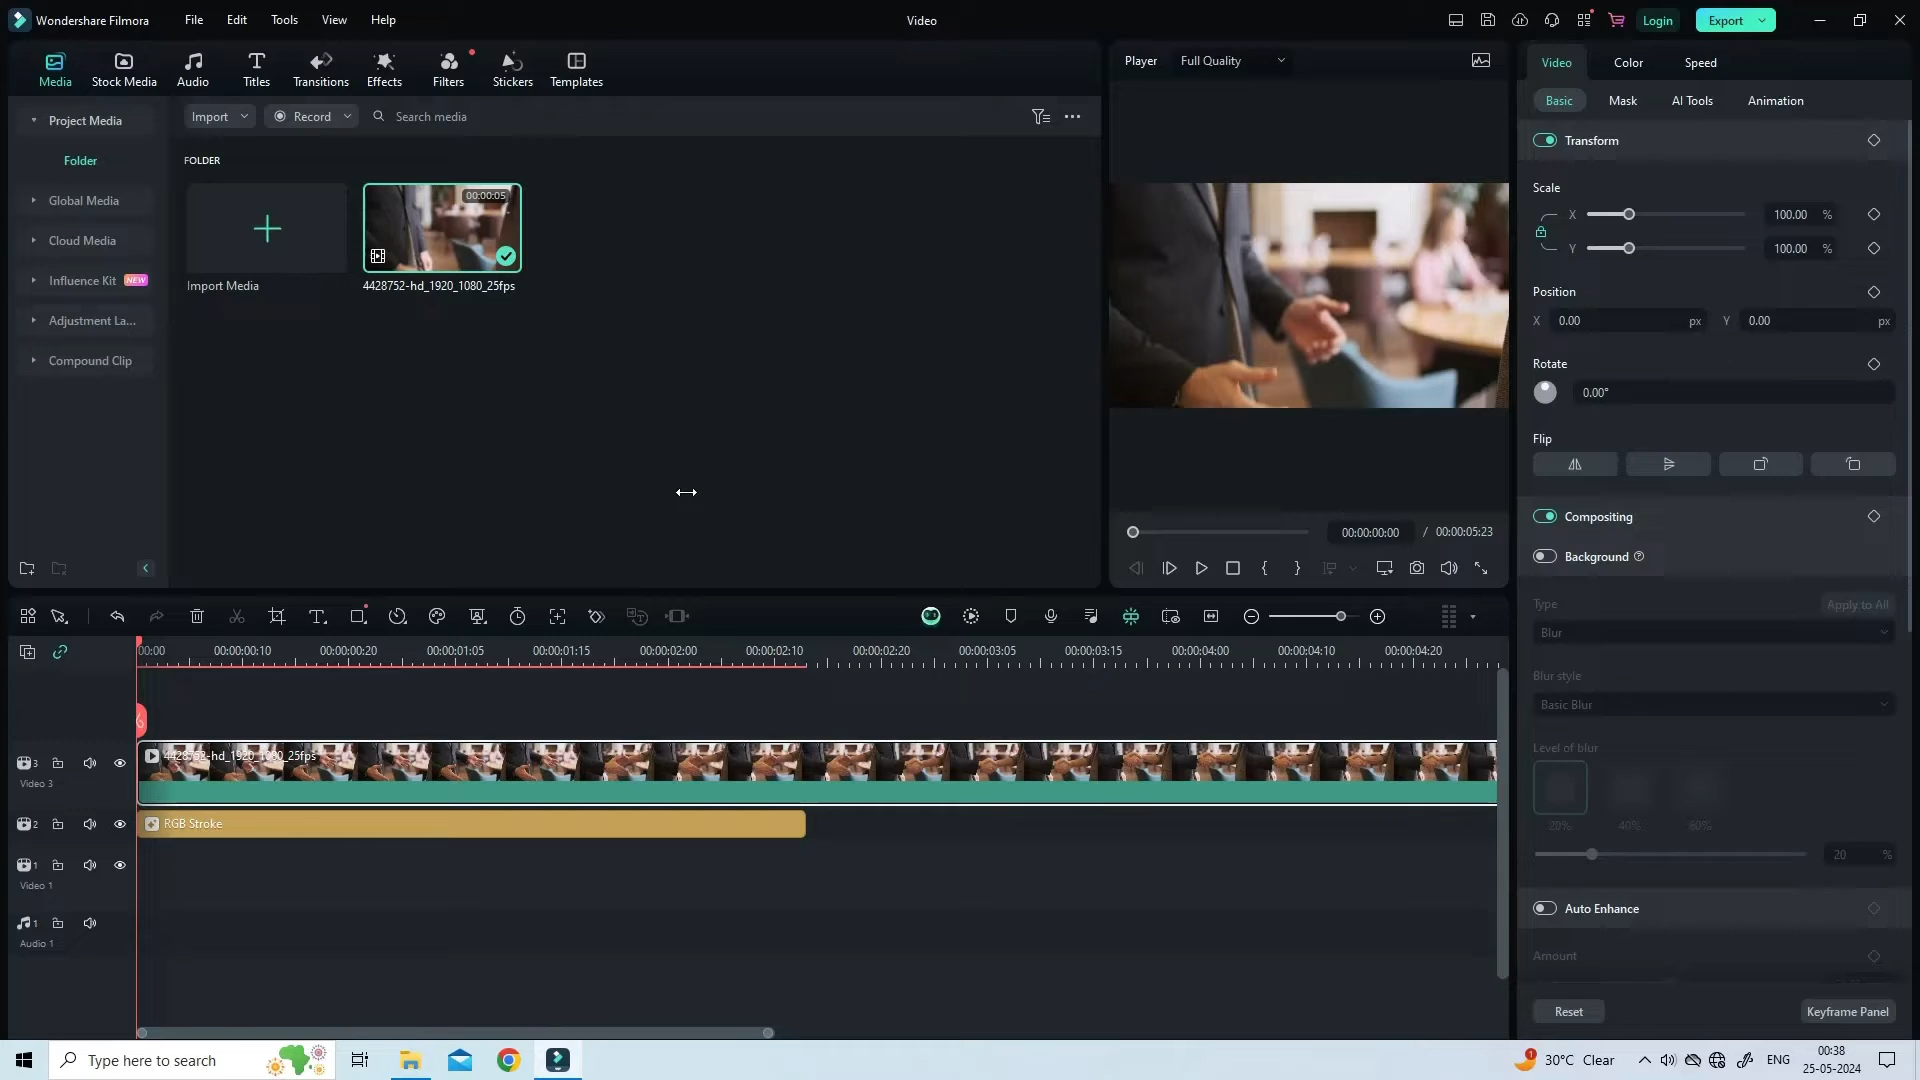 Wondershare Filmora File Edit Tools View Help Video Login Export
Media Stock Media Audio Titles Transitions Effects Filters Stickers Templates
Player Full Quality
Video Color Speed
Basic Mask AI Tools Animation
Project Media
Folder
Global Media
Cloud Media
Influence Kit NEW
Adjustment La...
Compound Clip
Import Record Search media
FOLDER
00:00:05
Import Media 4428752-hd_1920_1080_25fps
00:00:00:00 / 00:00:05:23
Transform
Scale
X 100.00 %
Y 100.00 %
Position
X 0.00 px Y 0.00 px
Rotate
0.00°
Flip
Compositing
Background
Type Apply to All
Blur
Blur style
Basic Blur
Level of blur
20% 40% 60%
20 %
Auto Enhance
Amount
Reset Keyframe Panel
00:00 00:00:00:10 00:00:00:20 00:00:01:05 00:00:01:15 00:00:02:00 00:00:02:10 00:00:02:20 00:00:03:05 00:00:03:15 00:00:04:00 00:00:04:10 00:00:04:20
3 4428752-hd_1920_1080_25fps
Video 3
2 RGB Stroke
1
Video 1
1
Audio 1
Type here to search
1 30°C Clear ENG 00:38
25-05-2024